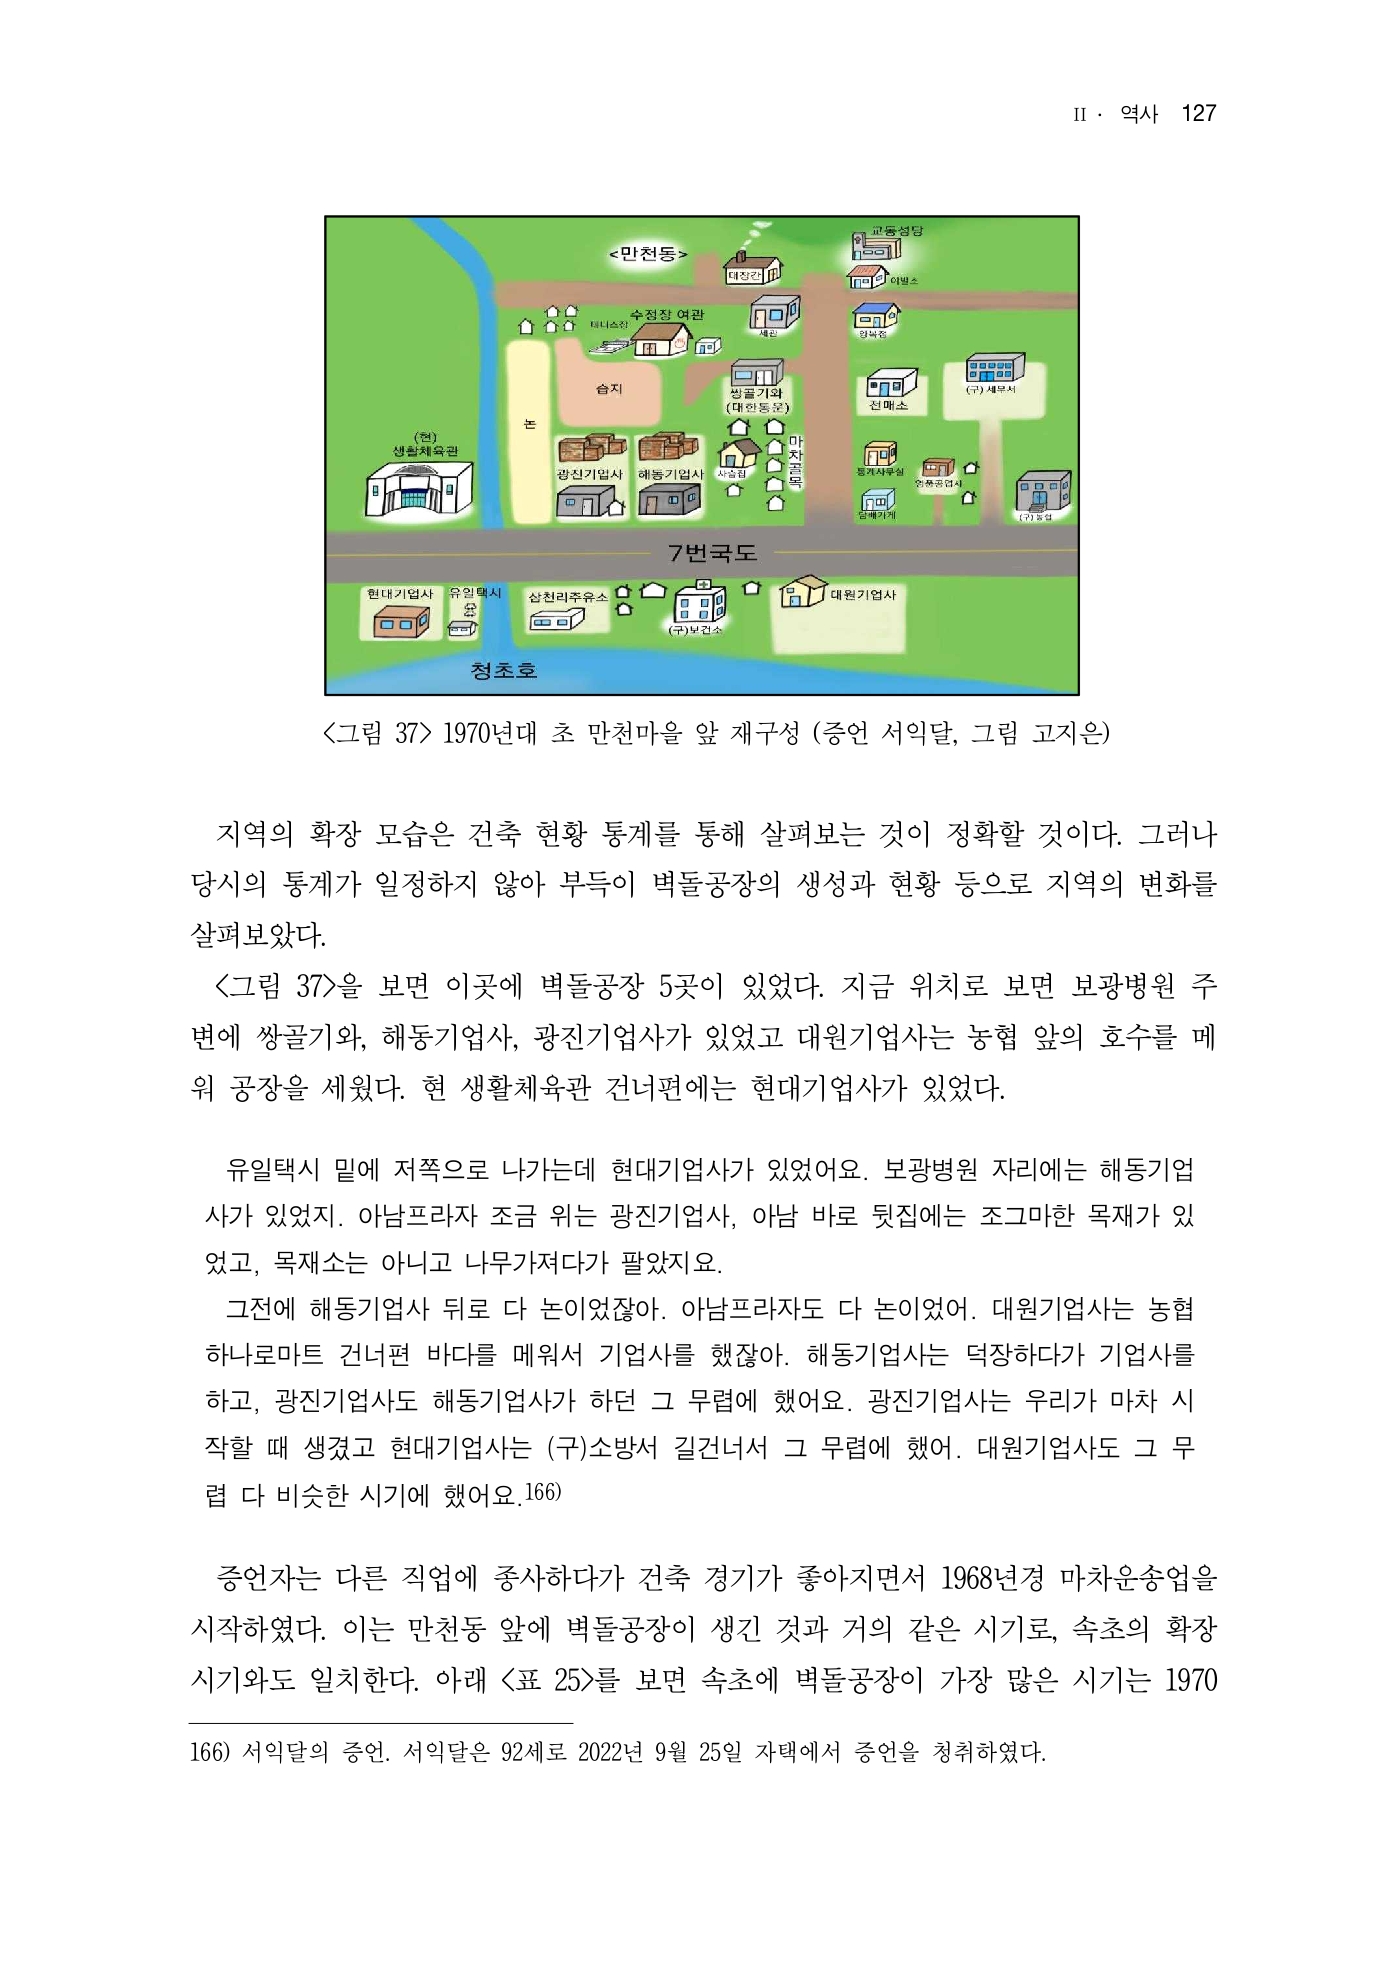 II · 역사 127
<만천동>
대장간
교동성당
이발소
세관
양복점
테니스장
수정장 여관
습지
논
쌍골기와
(대한통운)
전매소
(구)세무서
(현)
생활체육관
광진기업사
해동기업사
사슴집
마차골목
통계사무실
명품공업사
담배가게
(구)농협
7번국도
현대기업사
유일택시
삼천리주유소
(구)보건소
대원기업사
청초호
<그림 37> 1970년대 초 만천마을 앞 재구성 (증언 서익달, 그림 고지은)
지역의 확장 모습은 건축 현황 통계를 통해 살펴보는 것이 정확할 것이다. 그러나
당시의 통계가 일정하지 않아 부득이 벽돌공장의 생성과 현황 등으로 지역의 변화를
살펴보았다.
<그림 37>을 보면 이곳에 벽돌공장 5곳이 있었다. 지금 위치로 보면 보광병원 주
변에 쌍골기와, 해동기업사, 광진기업사가 있었고 대원기업사는 농협 앞의 호수를 메
워 공장을 세웠다. 현 생활체육관 건너편에는 현대기업사가 있었다.
유일택시 밑에 저쪽으로 나가는데 현대기업사가 있었어요. 보광병원 자리에는 해동기업
사가 있었지. 아남프라자 조금 위는 광진기업사, 아남 바로 뒷집에는 조그마한 목재가 있
었고, 목재소는 아니고 나무가져다가 팔았지요.
그전에 해동기업사 뒤로 다 논이었잖아. 아남프라자도 다 논이었어. 대원기업사는 농협
하나로마트 건너편 바다를 메워서 기업사를 했잖아. 해동기업사는 덕장하다가 기업사를
하고, 광진기업사도 해동기업사가 하던 그 무렵에 했어요. 광진기업사는 우리가 마차 시
작할 때 생겼고 현대기업사는 (구)소방서 길건너서 그 무렵에 했어. 대원기업사도 그 무
렵 다 비슷한 시기에 했어요.166)
증언자는 다른 직업에 종사하다가 건축 경기가 좋아지면서 1968년경 마차운송업을
시작하였다. 이는 만천동 앞에 벽돌공장이 생긴 것과 거의 같은 시기로, 속초의 확장
시기와도 일치한다. 아래 <표 25>를 보면 속초에 벽돌공장이 가장 많은 시기는 1970
166) 서익달의 증언. 서익달은 92세로 2022년 9월 25일 자택에서 증언을 청취하였다.